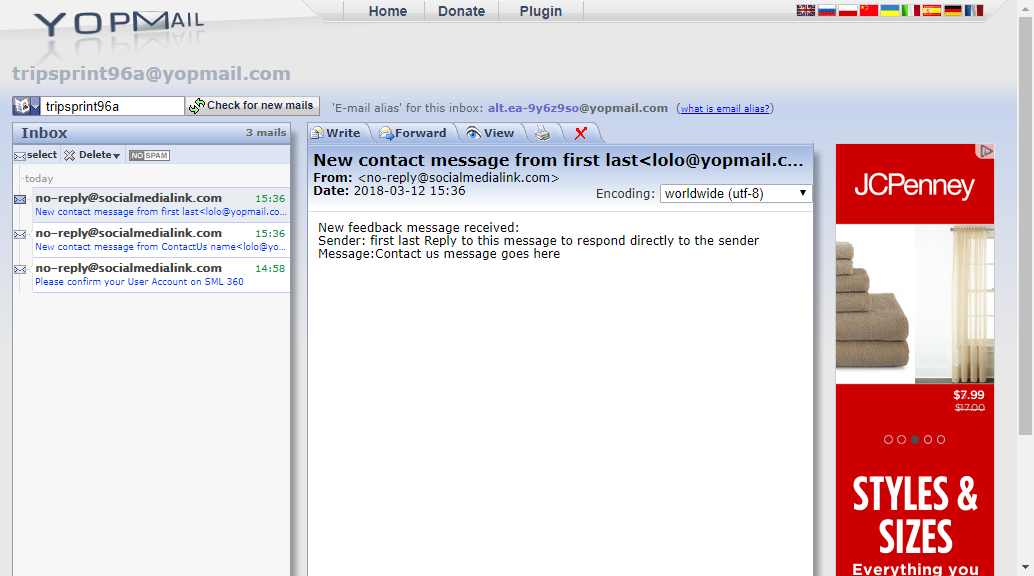 YOPMAIL
Home Donate Plugin
tripsprint96a@yopmail.com
tripsprint96a Check for new mails 'E-mail alias' for this inbox: alt.ea-9y6z9so@yopmail.com (what is email alias?)
Inbox 3 mails
select Delete NO SPAM
today
no-reply@socialmedialink.com 15:36
New contact message from first last<lolo@yopmail.co...
no-reply@socialmedialink.com 15:36
New contact message from ContactUs name<lolo@yo...
no-reply@socialmedialink.com 14:58
Please confirm your User Account on SML 360
Write Forward View
New contact message from first last<lolo@yopmail.c...
From: <no-reply@socialmedialink.com>
Date: 2018-03-12 15:36
Encoding: worldwide (utf-8)
New feedback message received:
Sender: first last Reply to this message to respond directly to the sender
Message:Contact us message goes here
JCPenney
$7.99
$17.00
STYLES &
SIZES
Everything you